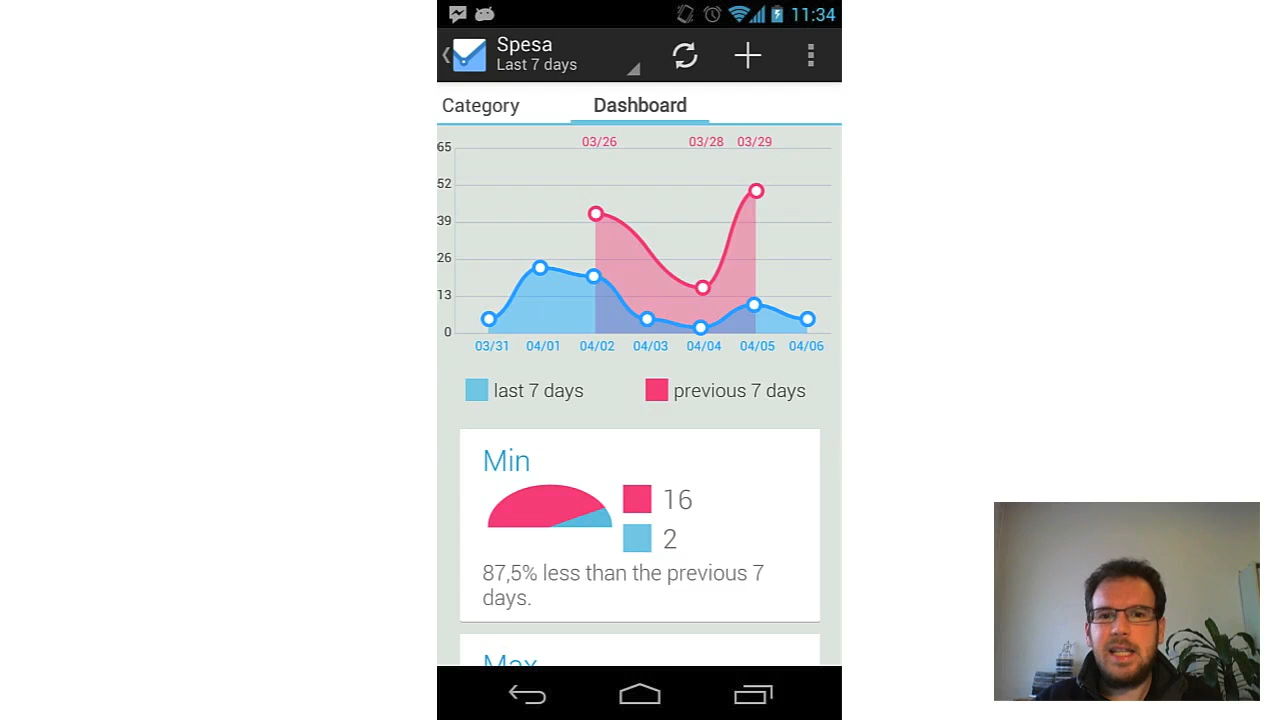 11:34
Spesa
Last 7 days
Category Dashboard
03/26 03/28 03/29
65
52
39
26
13
0
03/31 04/01 04/02 04/03 04/04 04/05 04/06
last 7 days previous 7 days
Min
16
2
87,5% less than the previous 7
days.
Max